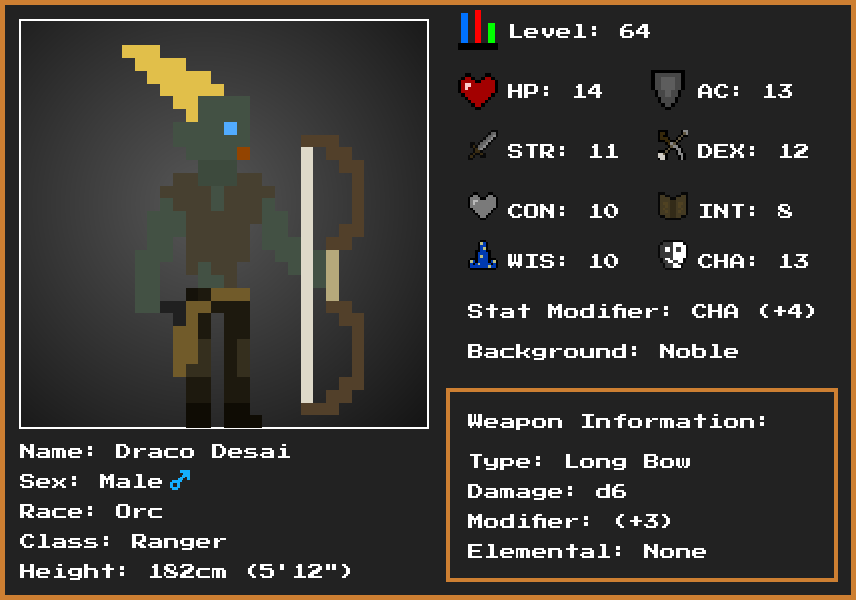 Level: 64
HP: 14
AC: 13
STR: 11
DEX: 12
CON: 10
INT: 8
WIS: 10
CHA: 13
Stat Modifier: CHA (+4)
Background: Noble
Weapon Information:
Type: Long Bow
Damage: d6
Modifier: (+3)
Elemental: None
Name: Draco Desai
Sex: Male♂
Race: Orc
Class: Ranger
Height: 182cm (5'12")